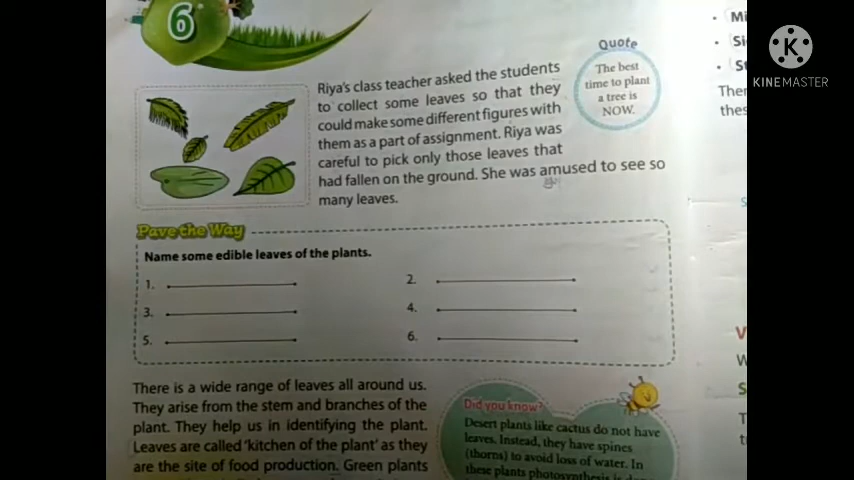 6
Riya's class teacher asked the students
to collect some leaves so that they
could make some different figures with
them as a part of assignment. Riya was
careful to pick only those leaves that
had fallen on the ground. She was amused to see so
many leaves.
Quote
The best
time to plant
a tree is
NOW.
Pave the Way
Name some edible leaves of the plants.
1.
2.
3.
4.
5.
6.
There is a wide range of leaves all around us.
They arise from the stem and branches of the
plant. They help us in identifying the plant.
Leaves are called 'kitchen of the plant' as they
are the site of food production. Green plants
Did you know?
Desert plants like cactus do not have
leaves. Instead, they have spines
(thorns) to avoid loss of water. In
these plants photosynthesis is
K
KINEMASTER